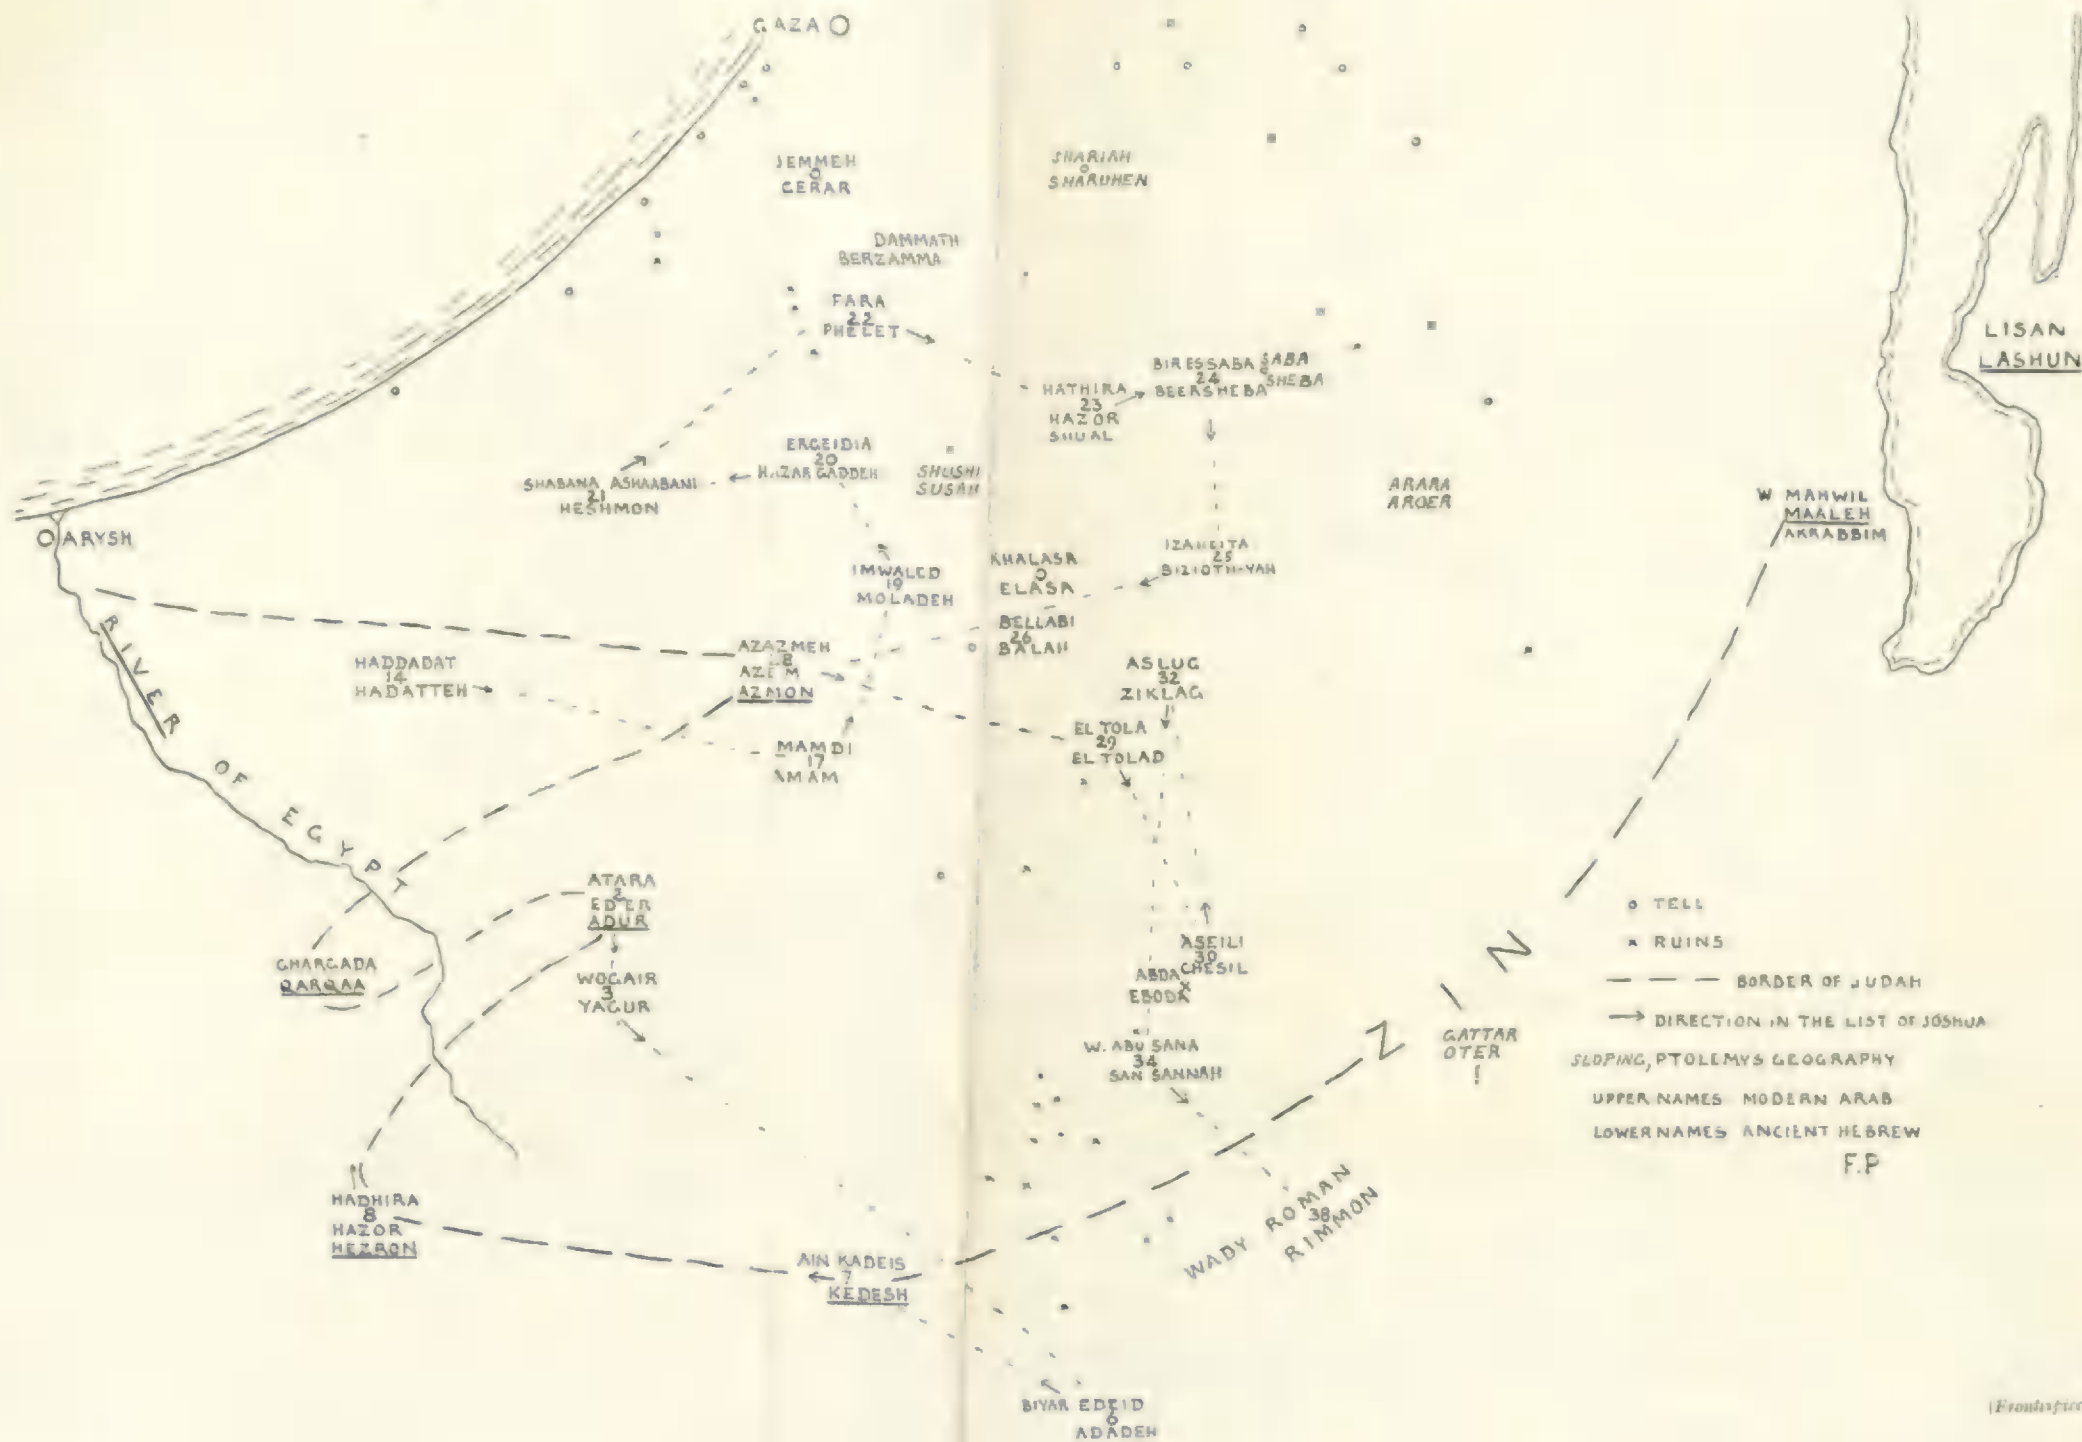 GAZA
JEMMEH
GERAR
SHARIAH
SHARUHEN
DAMMATH
BERZAMMA
FARA
22
PHELET
LISAN
LASHUN
BIRESSABA SABA
24
BEERSHEBA SHEBA
HATHIRA
23
HAZOR
SHUAL
ERGEIDIA
20
HAZAR GADDEH
SHUSHI
SUSAH
SHABANA ASHAABANI
21
HESHMON
ARARA
AROER
W MAHWIL
MAALEH
AKRABBIM
ARYSH
IMWALED
19
MOLADEH
KHALASA
ELASA
25
BIZIOTH-YAH
BELLABI
26
BALAH
RIVER OF EGYPT
HADDADAT
14
HADATTEH
AZAZMEH
28
AZEM
AZMON
ASLUG
32
ZIKLAG
MAMDI
17
AMAM
EL TOLA
29
EL TOLAD
ATARA
2
EDER
ADUR
GHARGADA
QARQAA
WOGAIR
3
YAGUR
ASEILI
30
CHESIL
ABDA
EBODA
W. ABU SANA
34
SAN SANNAH
ZIN
GATTAR
OTER
!
TELL
RUINS
BORDER OF JUDAH
DIRECTION IN THE LIST OF JOSHUA
SLOPING, PTOLEMYS GEOGRAPHY
UPPER NAMES MODERN ARAB
LOWER NAMES ANCIENT HEBREW
F.P
HADHIRA
8
HAZOR
HEZRON
WADY ROMAN
38
RIMMON
AIN KADEIS
7
KEDESH
BIYAR EDEID
6
ADADEH